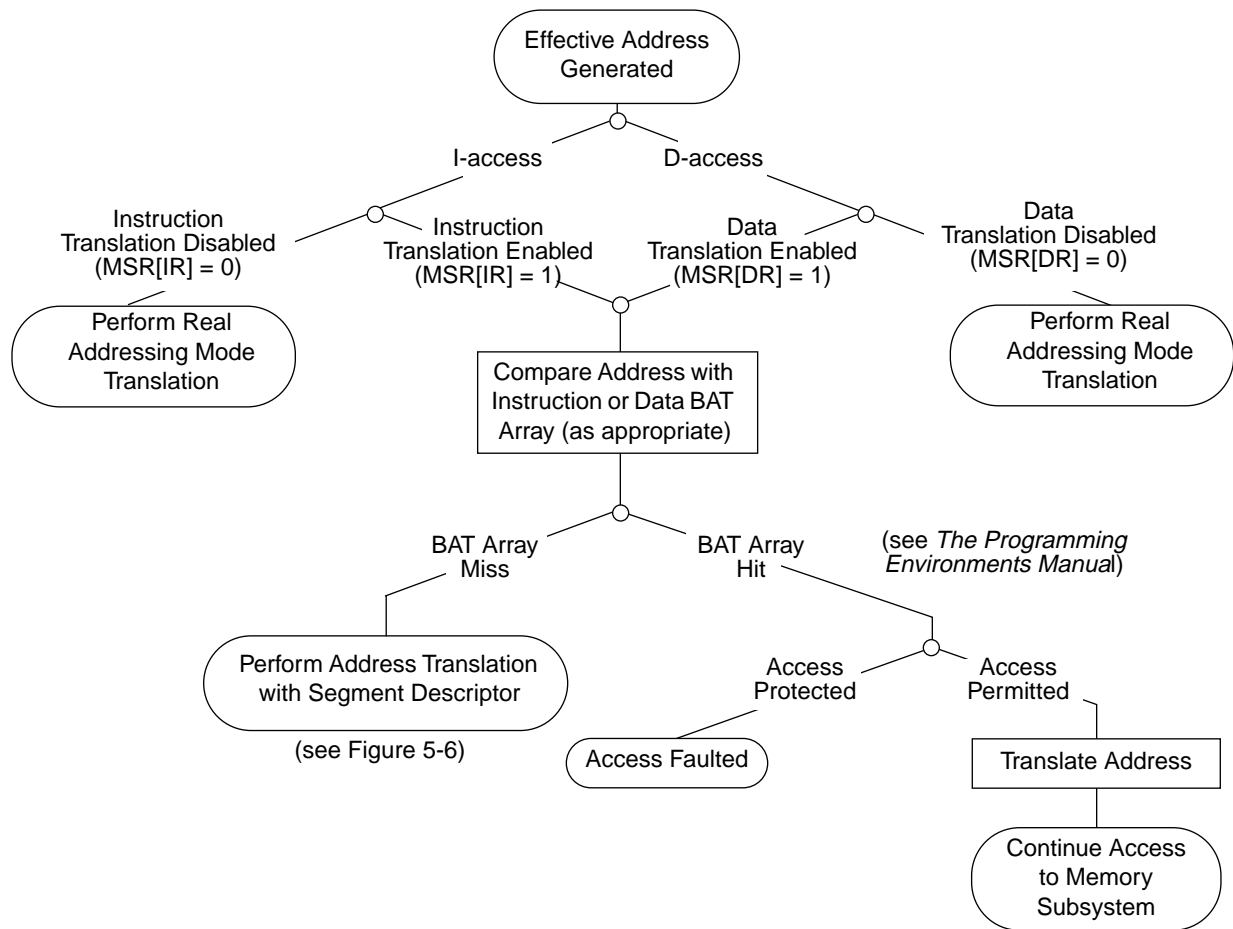 Effective Address
Generated
I-access
D-access
Instruction
Translation Disabled
(MSR[IR] = 0)
Instruction
Translation Enabled
(MSR[IR] = 1)
Data
Translation Enabled
(MSR[DR] = 1)
Data
Translation Disabled
(MSR[DR] = 0)
Perform Real
Addressing Mode
Translation
Perform Real
Addressing Mode
Translation
Compare Address with
Instruction or Data BAT
Array (as appropriate)
BAT Array
Miss
BAT Array
Hit
(see The Programming
Environments Manual)
Perform Address Translation
with Segment Descriptor
(see Figure 5-6)
Access
Protected
Access
Permitted
Access Faulted
Translate Address
Continue Access
to Memory
Subsystem